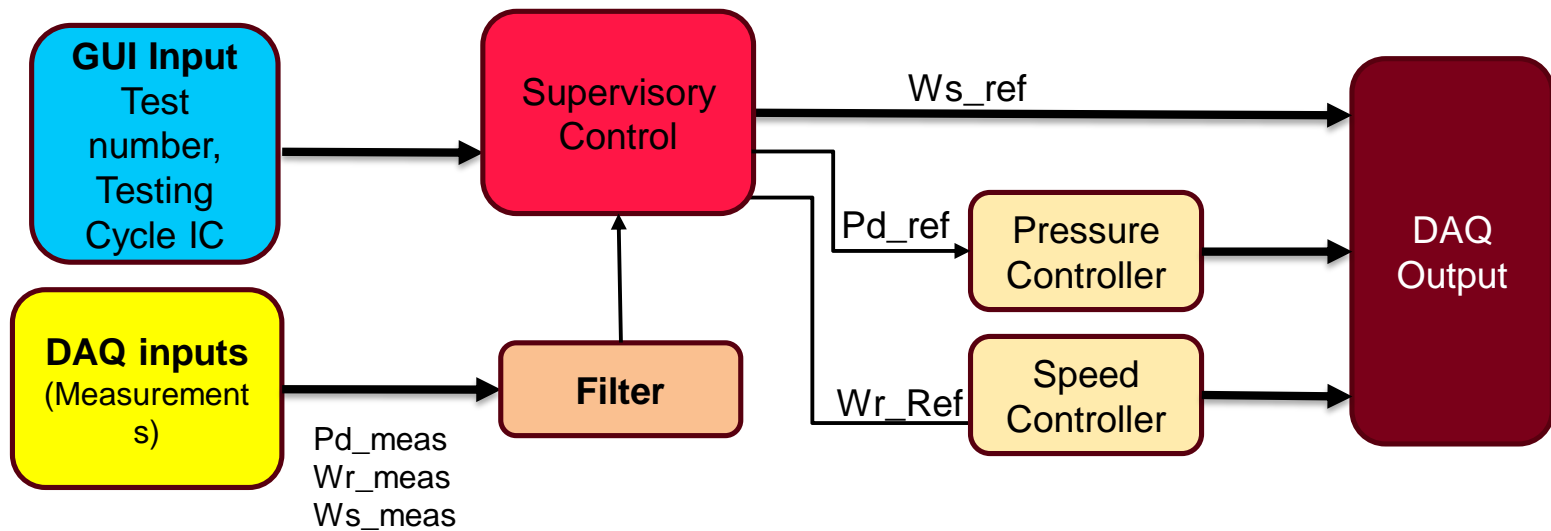 GUI Input
Test
number,
Testing
Cycle IC
Supervisory
Control
Ws_ref
Pd_ref
Pressure
Controller
DAQ
Output
DAQ inputs
(Measurement
s)
Filter
Wr_Ref
Speed
Controller
Pd_meas
Wr_meas
Ws_meas